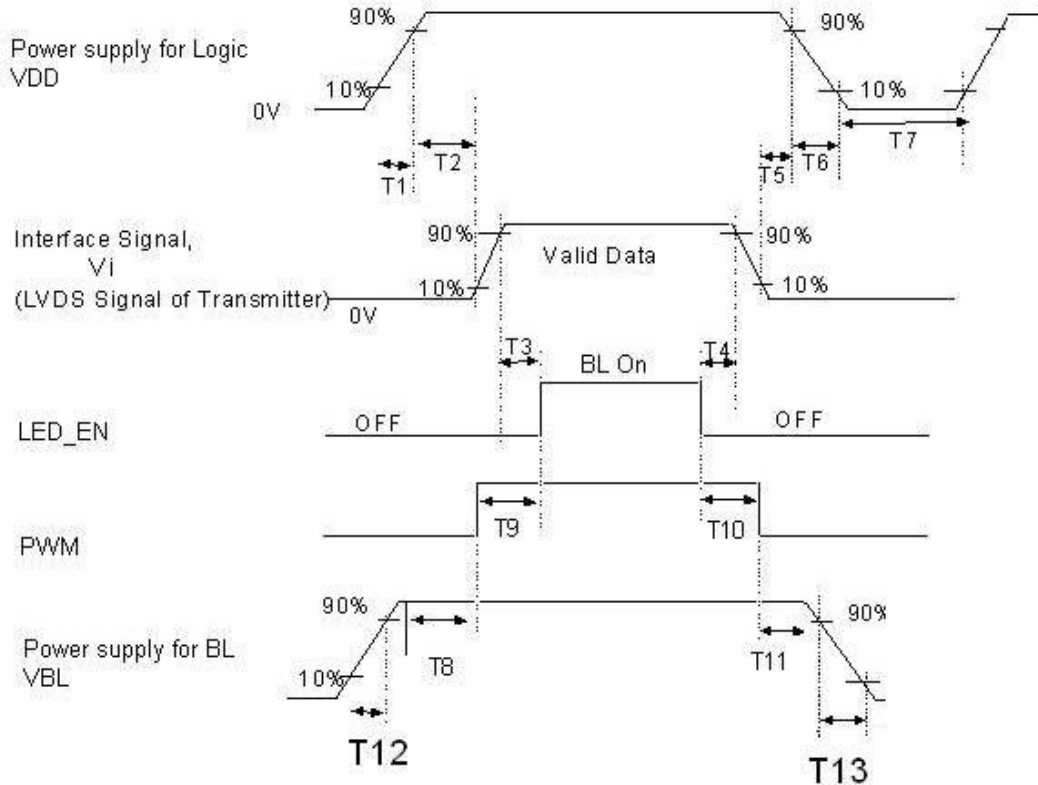 90%
90%
Power supply for Logic
VDD
10%
10%
0V
T1
T2
T5
T6
T7
Interface Signal,
Vi
(LVDS Signal of Transmitter)
90%
Valid Data
90%
10%
10%
0V
T3
T4
BL On
LED_EN
OFF
OFF
T9
T10
PWM
90%
90%
Power supply for BL
VBL
T8
T11
10%
T12
T13